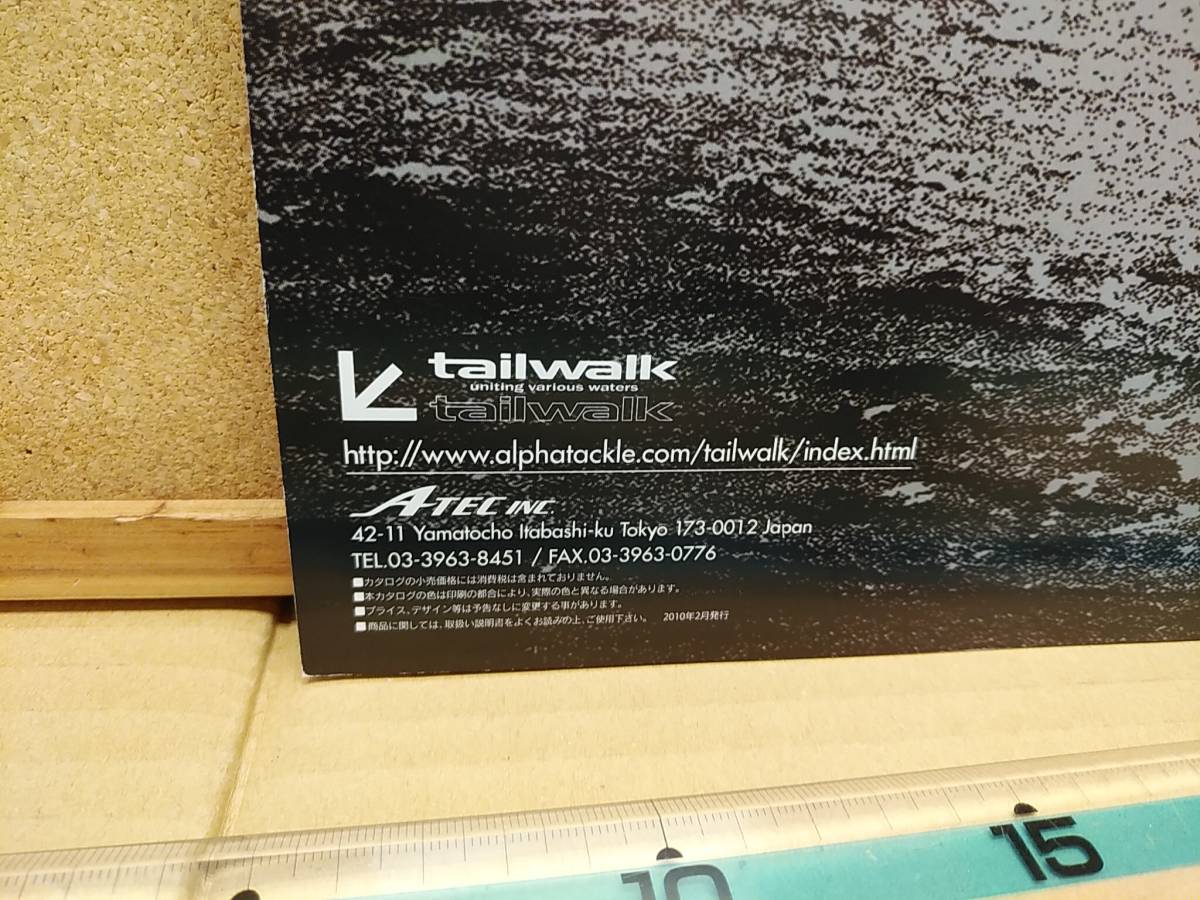 tailwalk
uniting various waters
tailwalk
http://www.alphatackle.com/tailwalk/index.html
A-TEC INC.
42-11 Yamatocho Itabashi-ku Tokyo 173-0012 Japan
TEL.03-3963-8451 / FAX.03-3963-0776
■カタログの小売価格には消費税は含まれておりません。
■本カタログの色は印刷の都合により、実際の色と異なる場合があります。
■プライス、デザイン等は予告なしに変更する事があります。
■商品に関しては、取扱い説明書をよくお読みの上、ご使用下さい。 2010年2月発行
10
15